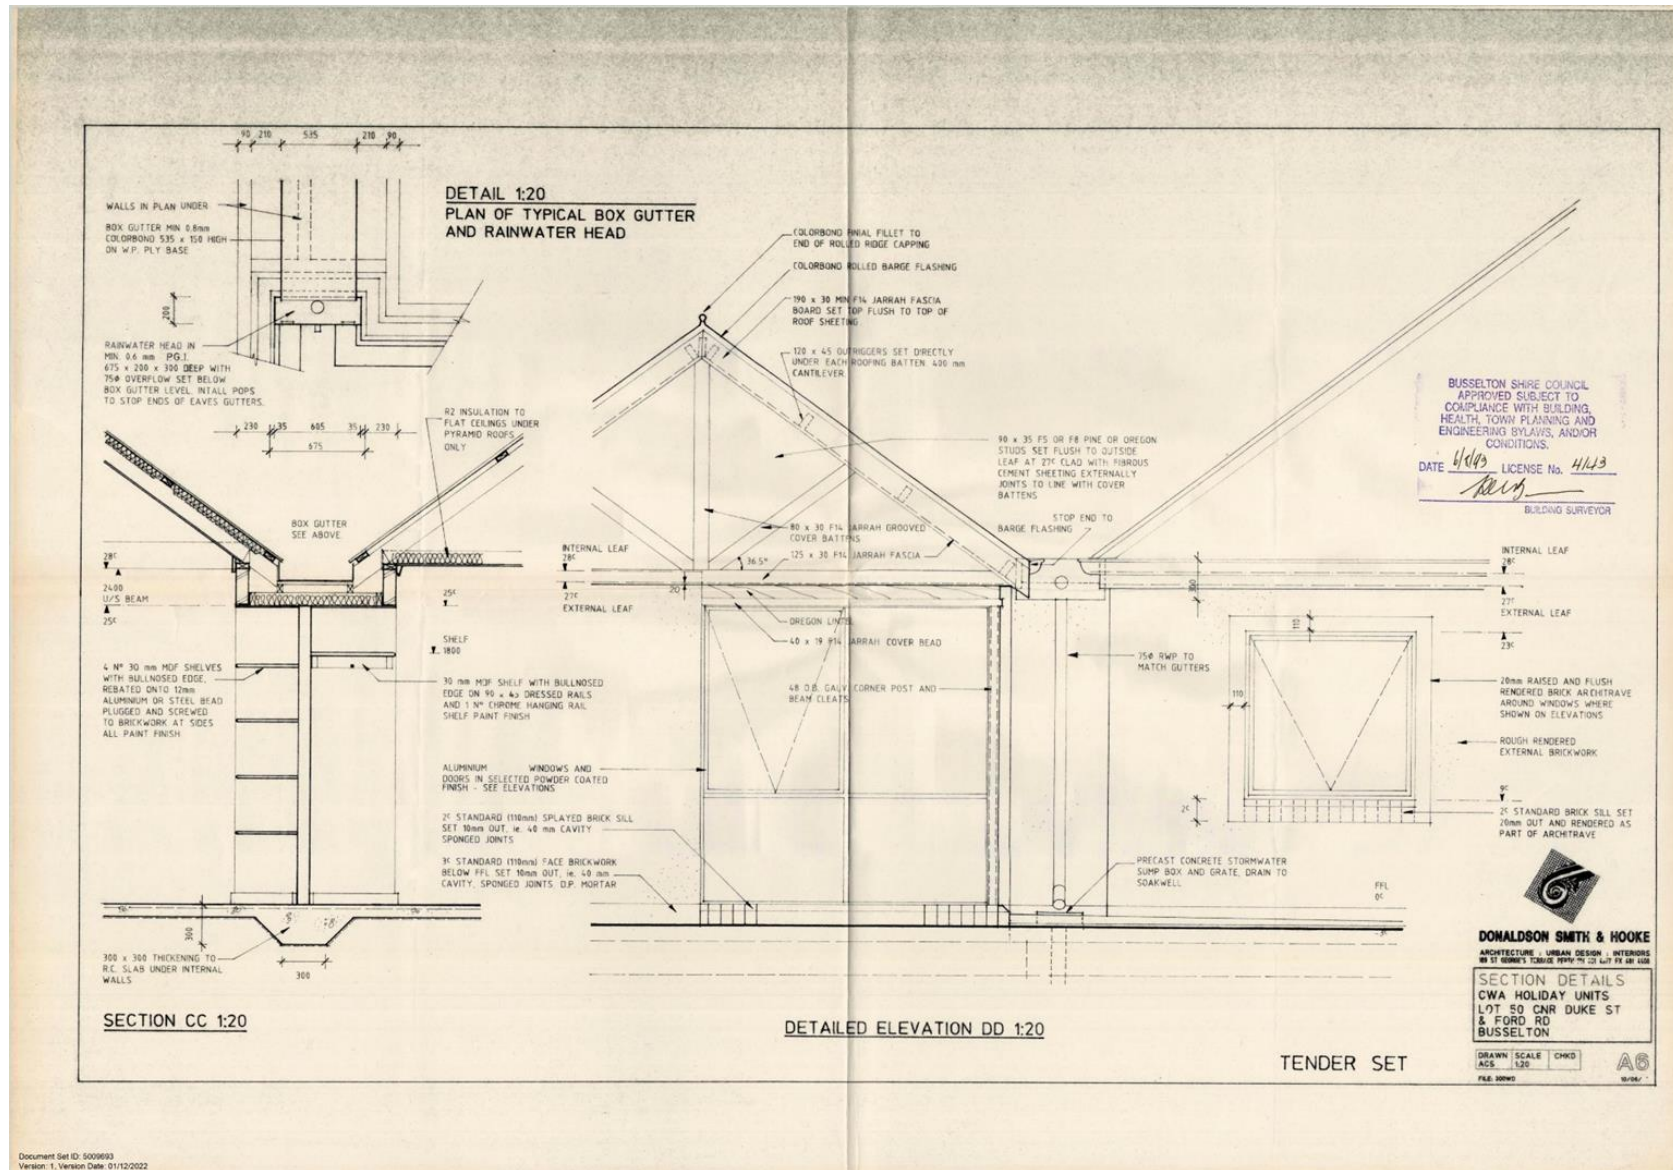 90 210 535 210 90
DETAIL 1:20
PLAN OF TYPICAL BOX GUTTER
AND RAINWATER HEAD
WALLS IN PLAN UNDER
BOX GUTTER MIN 0.8mm
COLORBOND 535 x 150 HIGH
ON W.P. PLY BASE
200
RAINWATER HEAD IN
MIN. 0.6 mm P.G.I.
675 x 200 x 300 DEEP WITH
75ø OVERFLOW SET BELOW
BOX GUTTER LEVEL. INTALL POPS
TO STOP ENDS OF EAVES GUTTERS.
230 35 605 35 230
675
R2 INSULATION TO
FLAT CEILINGS UNDER
PYRAMID ROOFS
ONLY
BOX GUTTER
SEE ABOVE
28c
2400
U/S BEAM
25c
25c
SHELF
1800
4 Nº 30 mm MDF SHELVES
WITH BULLNOSED EDGE,
REBATED ONTO 12mm
ALUMINIUM OR STEEL BEAD
PLUGGED AND SCREWED
TO BRICKWORK AT SIDES
ALL PAINT FINISH
30 mm MDF SHELF WITH BULLNOSED
EDGE ON 90 x 45 DRESSED RAILS
AND 1 Nº CHROME HANGING RAIL
SHELF PAINT FINISH
300
300
300 x 300 THICKENING TO
R.C. SLAB UNDER INTERNAL
WALLS
SECTION CC 1:20
COLORBOND FINIAL FILLET TO
END OF ROLLED RIDGE CAPPING
COLORBOND ROLLED BARGE FLASHING
190 x 30 MIN F14 JARRAH FASCIA
BOARD SET TOP FLUSH TO TOP OF
ROOF SHEETING
120 x 45 OUTRIGGERS SET DIRECTLY
UNDER EACH ROOFING BATTEN 400 mm
CANTILEVER
90 x 35 F5 OR F8 PINE OR OREGON
STUDS SET FLUSH TO OUTSIDE
LEAF AT 27c CLAD WITH FIBROUS
CEMENT SHEETING EXTERNALLY
JOINTS TO LINE WITH COVER
BATTENS
STOP END TO
BARGE FLASHING
80 x 30 F14 JARRAH GROOVED
COVER BATTENS
125 x 30 F14 JARRAH FASCIA
36.5°
INTERNAL LEAF
28c
27c
EXTERNAL LEAF
20
OREGON LINTEL
40 x 19 F14 JARRAH COVER BEAD
48 O.D. GALV. CORNER POST AND
BEAM CLEATS
75ø RWP TO
MATCH GUTTERS
ALUMINIUM WINDOWS AND
DOORS IN SELECTED POWDER COATED
FINISH - SEE ELEVATIONS
2c STANDARD (110mm) SPLAYED BRICK SILL
SET 10mm OUT, ie. 40 mm CAVITY
SPONGED JOINTS
3c STANDARD (110mm) FACE BRICKWORK
BELOW FFL SET 10mm OUT, ie. 40 mm
CAVITY, SPONGED JOINTS. D.P. MORTAR
PRECAST CONCRETE STORMWATER
SUMP BOX AND GRATE, DRAIN TO
SOAKWELL
FFL
0c
-3c
DETAILED ELEVATION DD 1:20
300
INTERNAL LEAF
28c
27c
EXTERNAL LEAF
23c
110
110
20mm RAISED AND FLUSH
RENDERED BRICK ARCHITRAVE
AROUND WINDOWS WHERE
SHOWN ON ELEVATIONS
ROUGH RENDERED
EXTERNAL BRICKWORK
9c
2c
2c STANDARD BRICK SILL SET
20mm OUT AND RENDERED AS
PART OF ARCHITRAVE
BUSSELTON SHIRE COUNCIL
APPROVED SUBJECT TO
COMPLIANCE WITH BUILDING,
HEALTH, TOWN PLANNING AND
ENGINEERING BYLAWS, AND/OR
CONDITIONS.
DATE LICENSE No. 4143
BUILDING SURVEYOR
DONALDSON SMITH & HOOKE
ARCHITECTURE : URBAN DESIGN : INTERIORS
SECTION DETAILS
CWA HOLIDAY UNITS
LOT 50 CNR DUKE ST
& FORD RD
BUSSELTON
DRAWN SCALE CHKD
ACS 1:20
A6
TENDER SET
Document Set ID: 5009693
Version: 1, Version Date: 01/12/2022